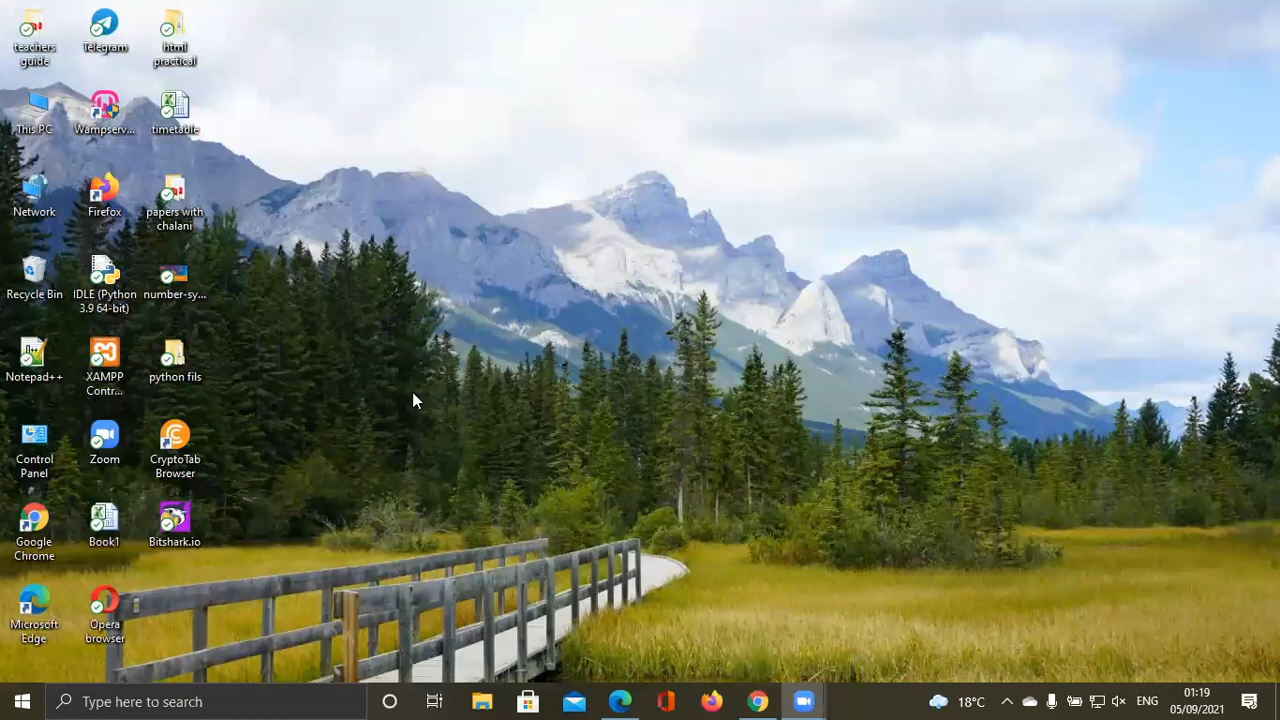 teachers
guide
Telegram
html
practical
This PC
Wampserv...
timetable
Network
Firefox
papers with
chalani
Recycle Bin
IDLE (Python
3.9 64-bit)
number-sy...
Notepad++
XAMPP
Contr...
python fils
Control
Panel
Zoom
CryptoTab
Browser
Google
Chrome
Book1
Bitshark.io
Microsoft
Edge
Opera
browser
Type here to search
18°C
ENG
01:19
05/09/2021